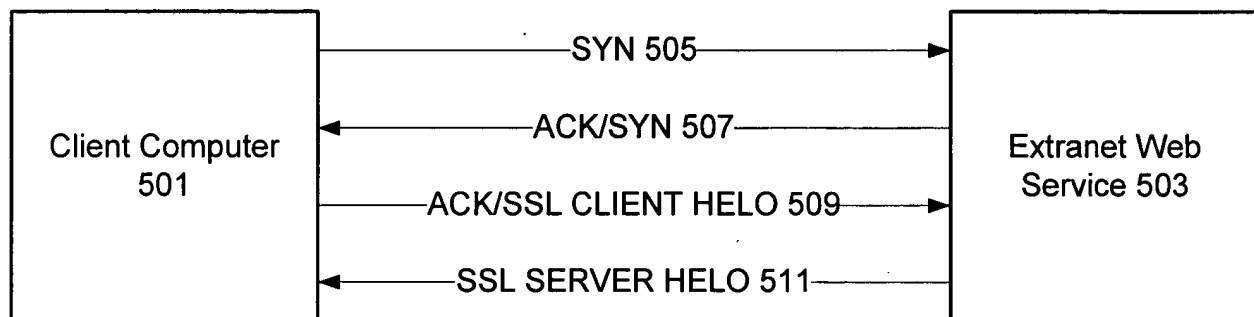 SYN 505
ACK/SYN 507
Client Computer
501
Extranet Web
Service 503
ACK/SSL CLIENT HELO 509
SSL SERVER HELO 511